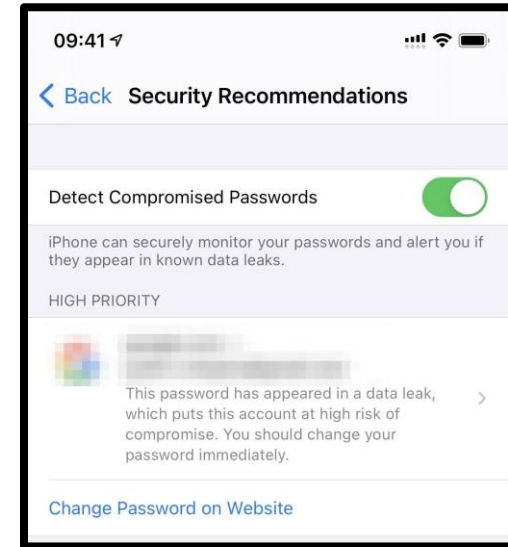 09:41
Back Security Recommendations
Detect Compromised Passwords
iPhone can securely monitor your passwords and alert you if
they appear in known data leaks.
HIGH PRIORITY
This password has appeared in a data leak,
which puts this account at high risk of
compromise. You should change your
password immediately.
Change Password on Website